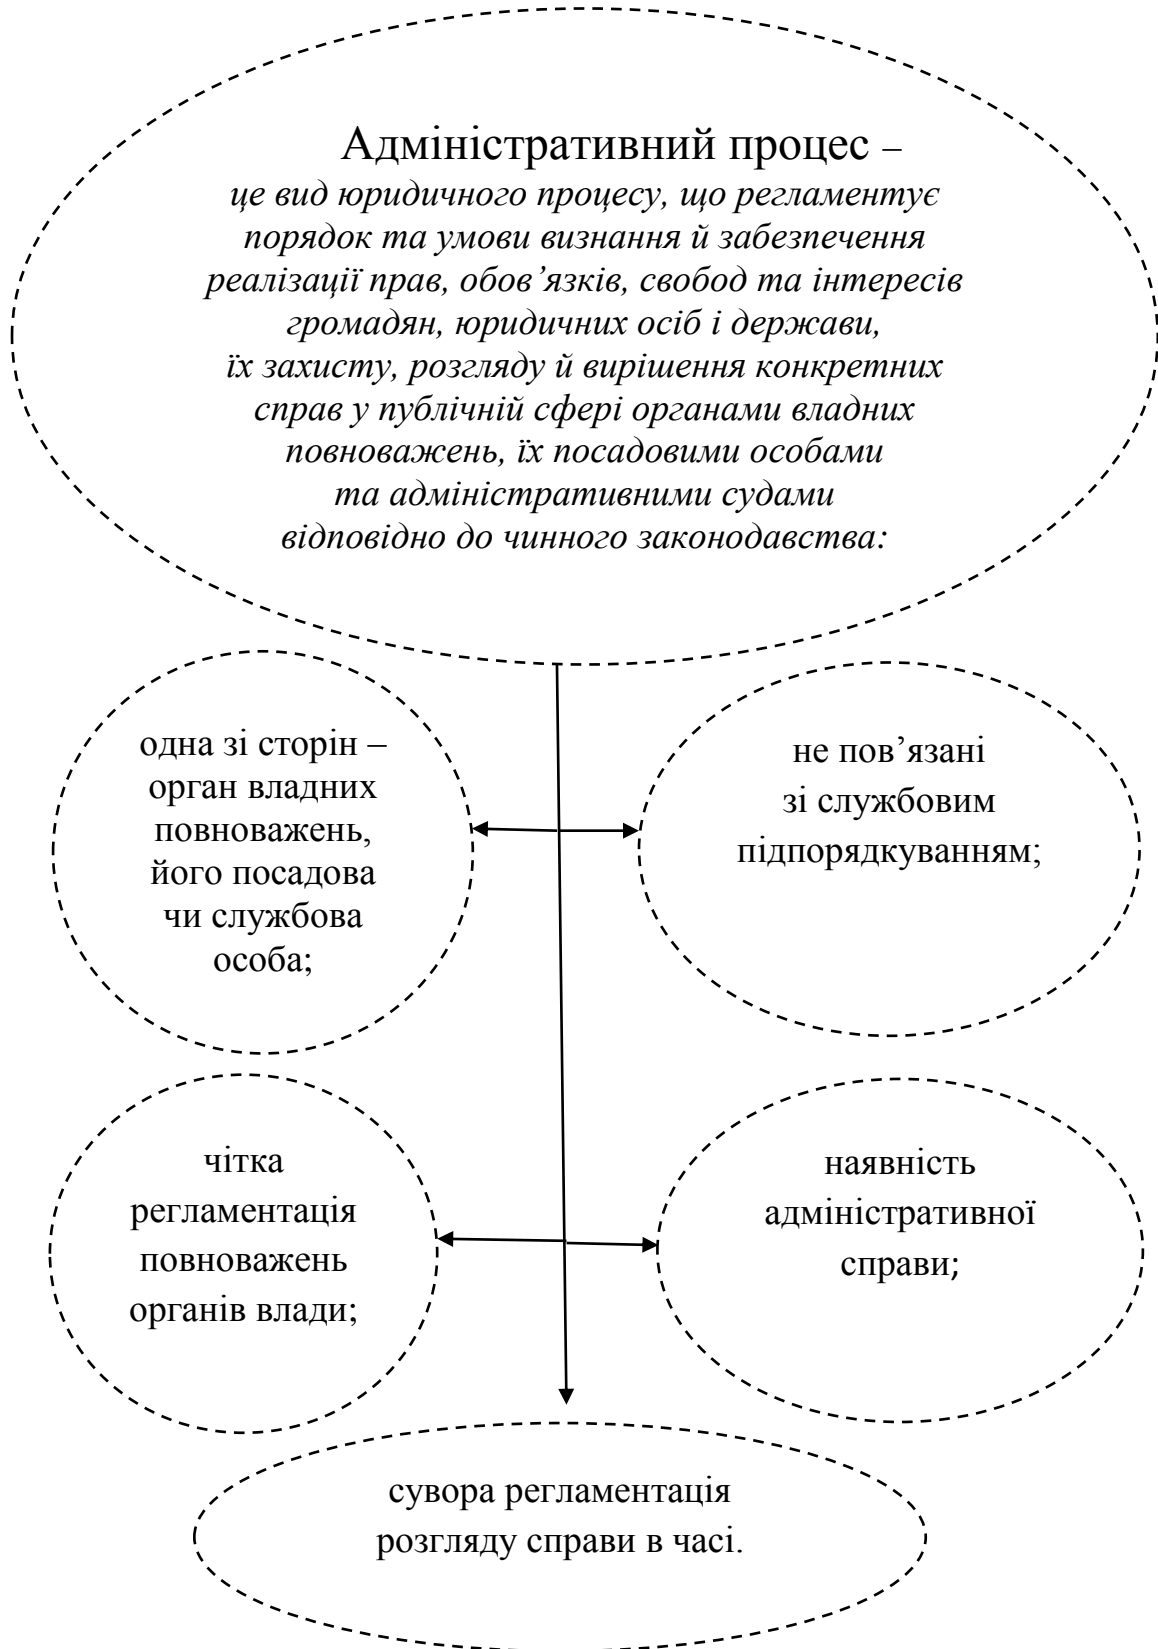 Адміністративний процес –
це вид юридичного процесу, що регламентує
порядок та умови визнання й забезпечення
реалізації прав, обов’язків, свобод та інтересів
громадян, юридичних осіб і держави,
їх захисту, розгляду й вирішення конкретних
справ у публічній сфері органами владних
повноважень, їх посадовими особами
та адміністративними судами
відповідно до чинного законодавства:
одна зі сторін –
орган владних
повноважень,
його посадова
чи службова
особа;
не пов’язані
зі службовим
підпорядкуванням;
чітка
регламентація
повноважень
органів влади;
наявність
адміністративної
справи;
сувора регламентація
розгляду справи в часі.